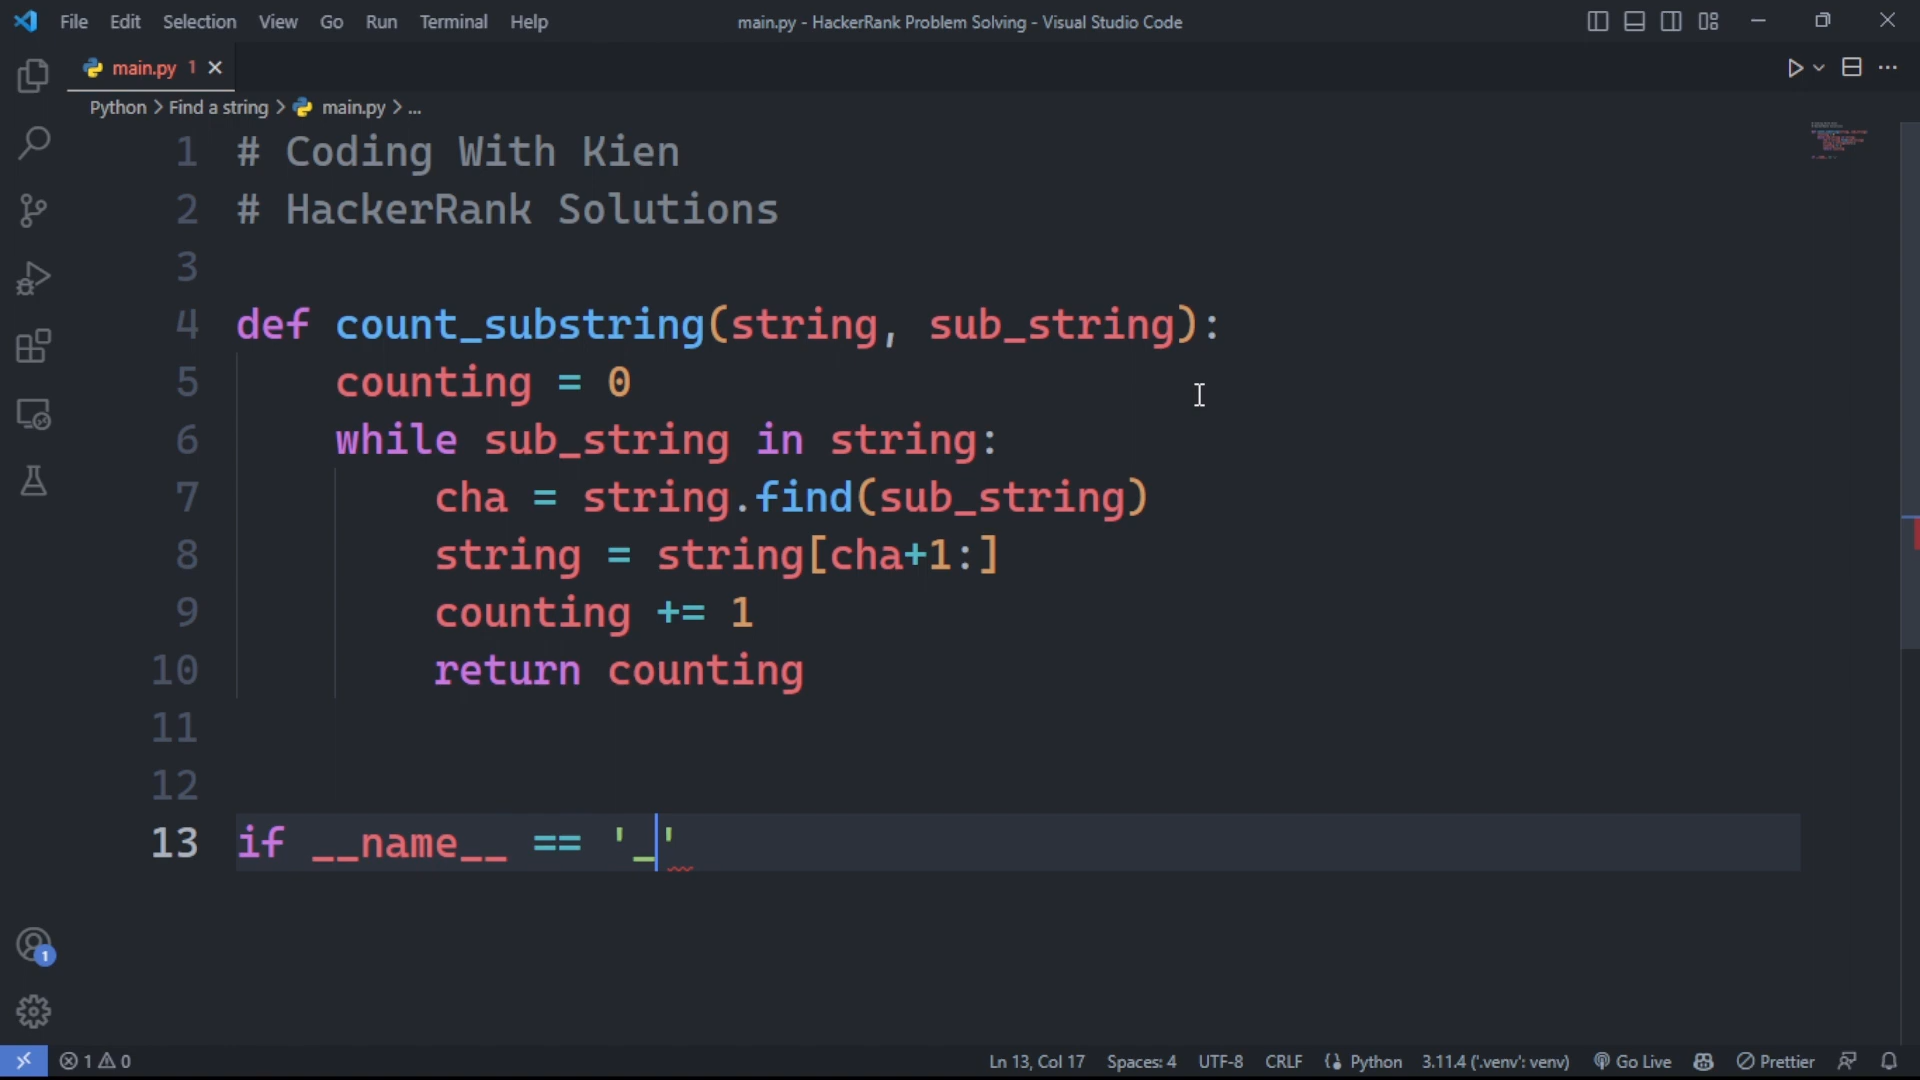 File Edit Selection View Go Run Terminal Help main.py - HackerRank Problem Solving - Visual Studio Code
main.py 1
Python > Find a string > main.py > ...
1 # Coding With Kien
2 # HackerRank Solutions
3
4 def count_substring(string, sub_string):
5 counting = 0
6 while sub_string in string:
7 cha = string.find(sub_string)
8 string = string[cha+1:]
9 counting += 1
10 return counting
11
12
13 if __name__ == '_'
1
1 0 Ln 13, Col 17 Spaces: 4 UTF-8 CRLF Python 3.11.4 ('.venv': venv) Go Live Prettier